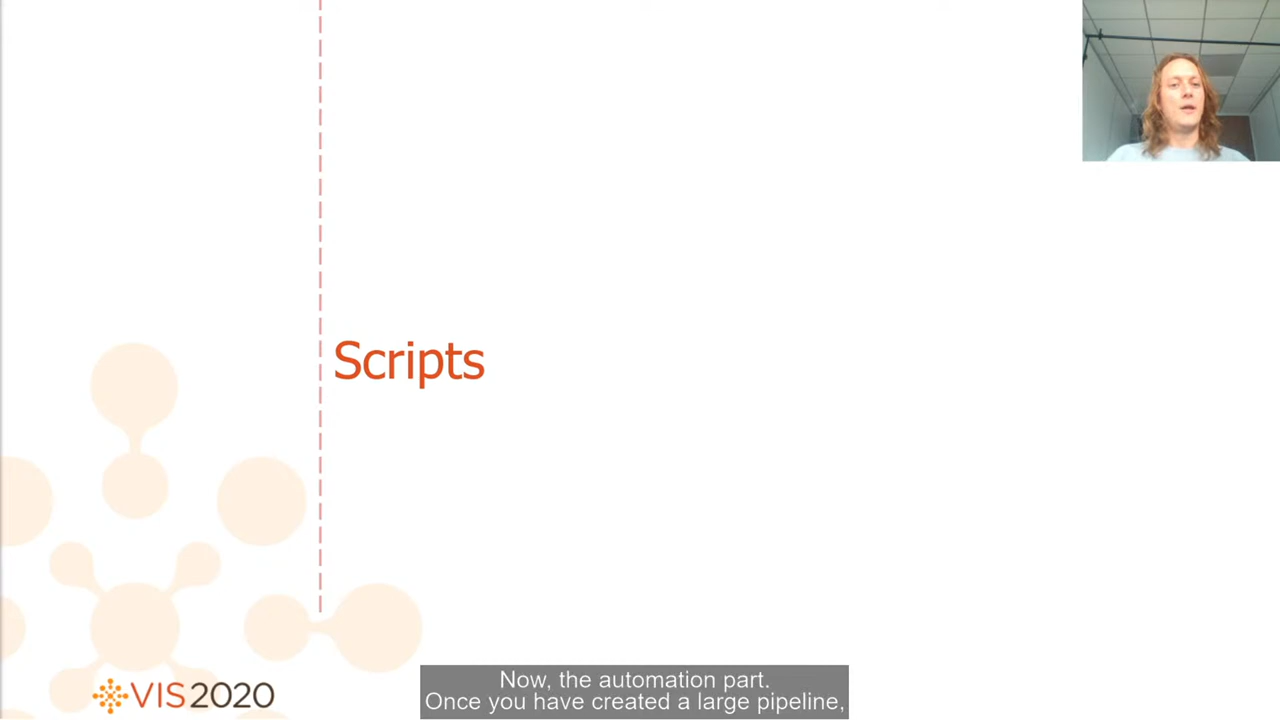 Scripts
VIS2020
Now, the automation part.
Once you have created a large pipeline,